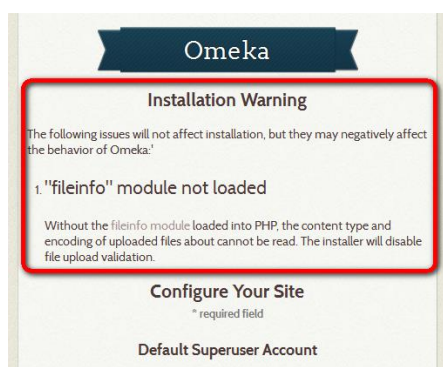 Omeka
Installation Warning
The following issues will not affect installation, but they may negatively affect
the behavior of Omeka:'
1. "fileinfo" module not loaded
Without the fileinfo module loaded into PHP, the content type and
encoding of uploaded files about cannot be read. The installer will disable
file upload validation.
Configure Your Site
* required field
Default Superuser Account